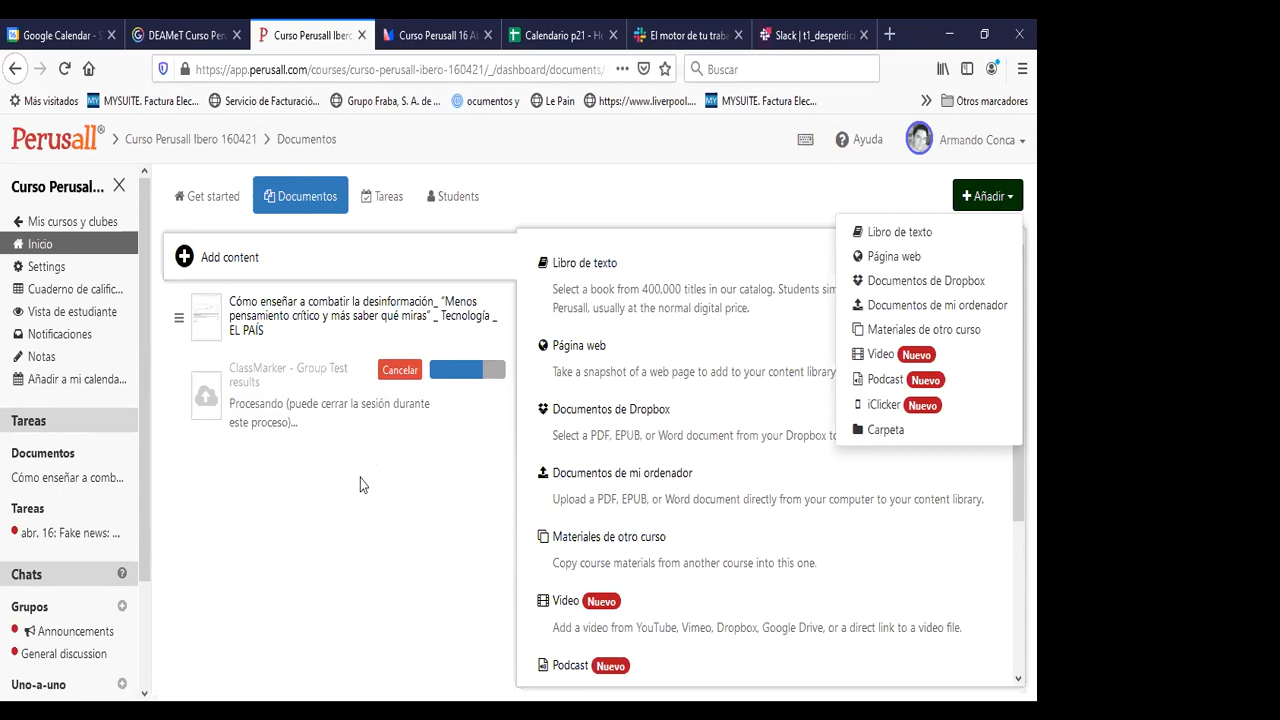 Google Calendar - S
DEAMeT Curso Per
Curso Perusall Ibero
Curso Perusall 16 A
Calendario p21 - Ho
El motor de tu traba
Slack | t1_desperdici
https://app.perusall.com/courses/curso-perusall-ibero-160421/_/dashboard/documents/
Buscar
Más visitados
MYSUITE. Factura Elec...
Servicio de Facturació...
Grupo Fraba, S. A. de ...
ocumentos y
Le Pain
https://www.liverpool....
MYSUITE. Factura Elec...
Otros marcadores
Perusall®
Curso Perusall Ibero 160421
Documentos
Ayuda
Armando Conca
Curso Perusal...
Mis cursos y clubes
Inicio
Settings
Cuaderno de calific...
Vista de estudiante
Notificaciones
Notas
Añadir a mi calenda...
Tareas
Documentos
Cómo enseñar a comb...
Tareas
abr. 16: Fake news: ...
Chats
Grupos
Announcements
General discussion
Uno-a-uno
Get started
Documentos
Tareas
Students
Añadir
Add content
Cómo enseñar a combatir la desinformación_ “Menos
pensamiento crítico y más saber qué miras” _ Tecnología _
EL PAÍS
ClassMarker - Group Test
results
Cancelar
Procesando (puede cerrar la sesión durante
este proceso)...
Libro de texto
Select a book from 400,000 titles in our catalog. Students sim
Perusall, usually at the normal digital price.
Página web
Take a snapshot of a web page to add to your content library
Documentos de Dropbox
Select a PDF, EPUB, or Word document from your Dropbox to
Documentos de mi ordenador
Upload a PDF, EPUB, or Word document directly from your computer to your content library.
Materiales de otro curso
Copy course materials from another course into this one.
Video Nuevo
Add a video from YouTube, Vimeo, Dropbox, Google Drive, or a direct link to a video file.
Podcast Nuevo
Libro de texto
Página web
Documentos de Dropbox
Documentos de mi ordenador
Materiales de otro curso
Video Nuevo
Podcast Nuevo
iClicker Nuevo
Carpeta